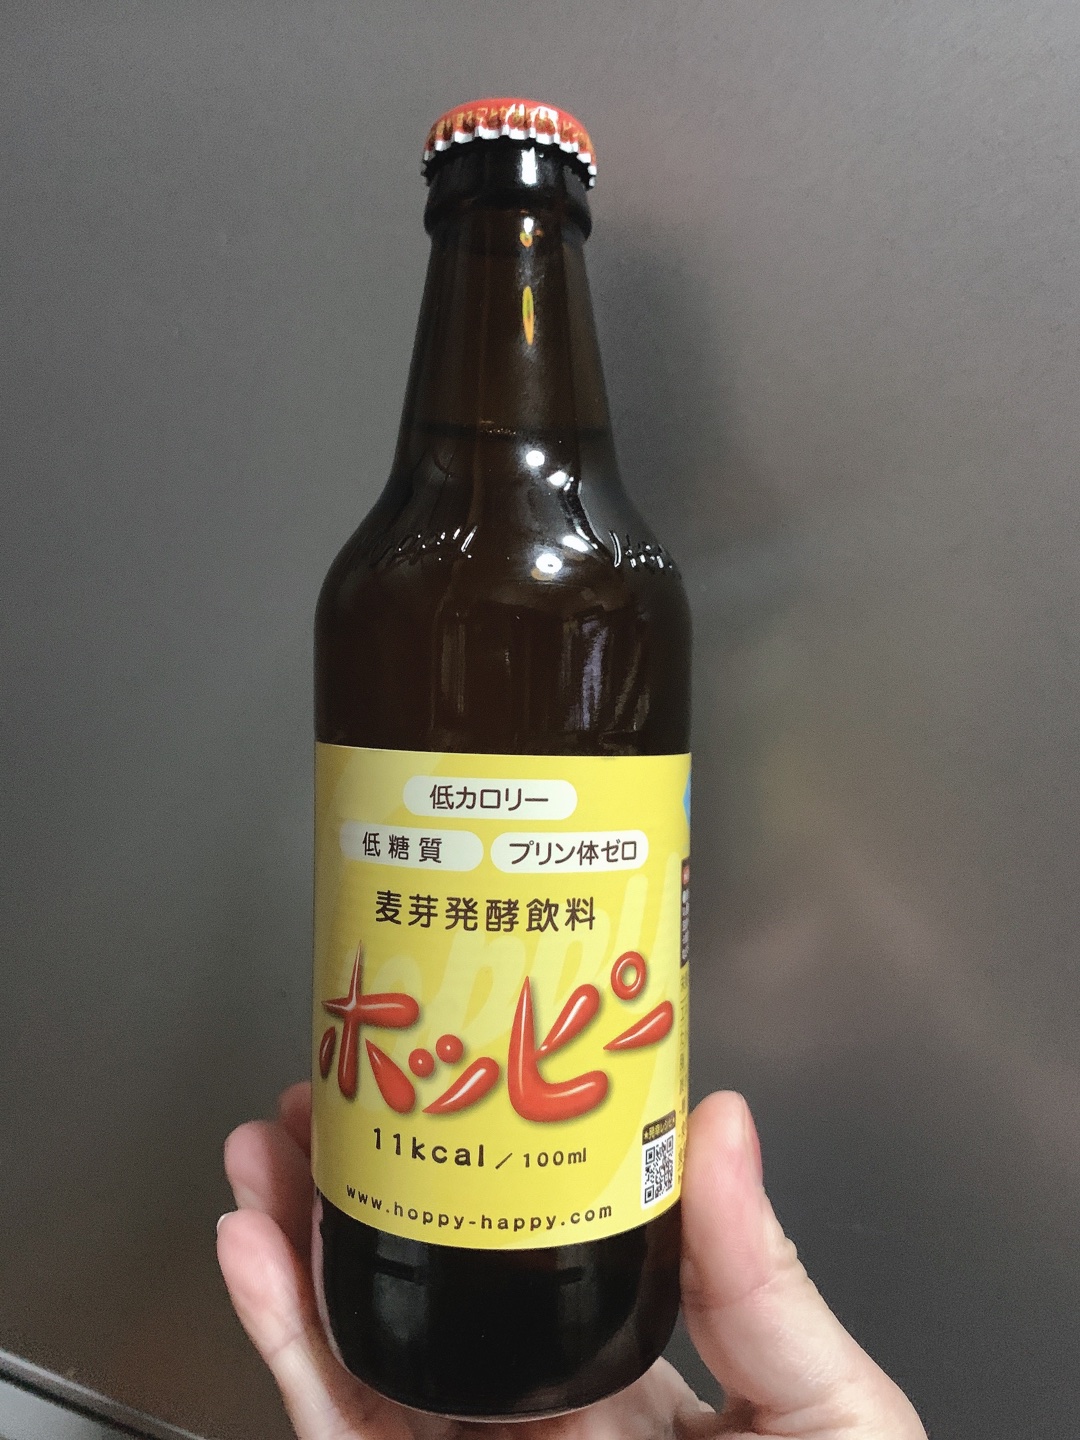 低カロリー
低糖質 プリン体ゼロ
麦芽発酵飲料
ホッピー
11kcal/100ml
www.hoppy-happy.com